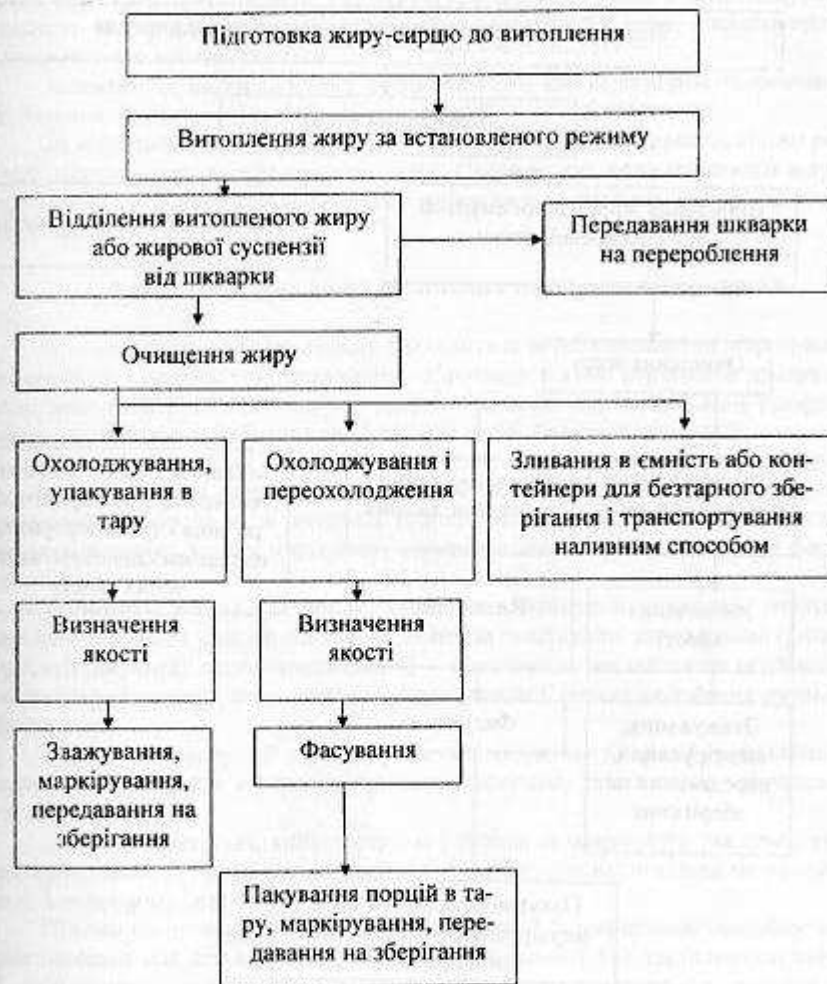 Підготовка жиру-сирцю до витоплення
Витоплення жиру за встановленого режиму
Відділення витопленого жиру
або жирової суспензії
від шкварки
Передавання шкварки
на перероблення
Очищення жиру
Охолоджування,
упакування в
тару
Охолоджування і
переохолодження
Зливання в ємність або кон-
тейнери для безтарного збе-
рігання і транспортування
наливним способом
Визначення
якості
Визначення
якості
Зважування,
маркірування,
передавання на
зберігання
Фасування
Пакування порцій в та-
ру, маркірування, пере-
давання на зберігання